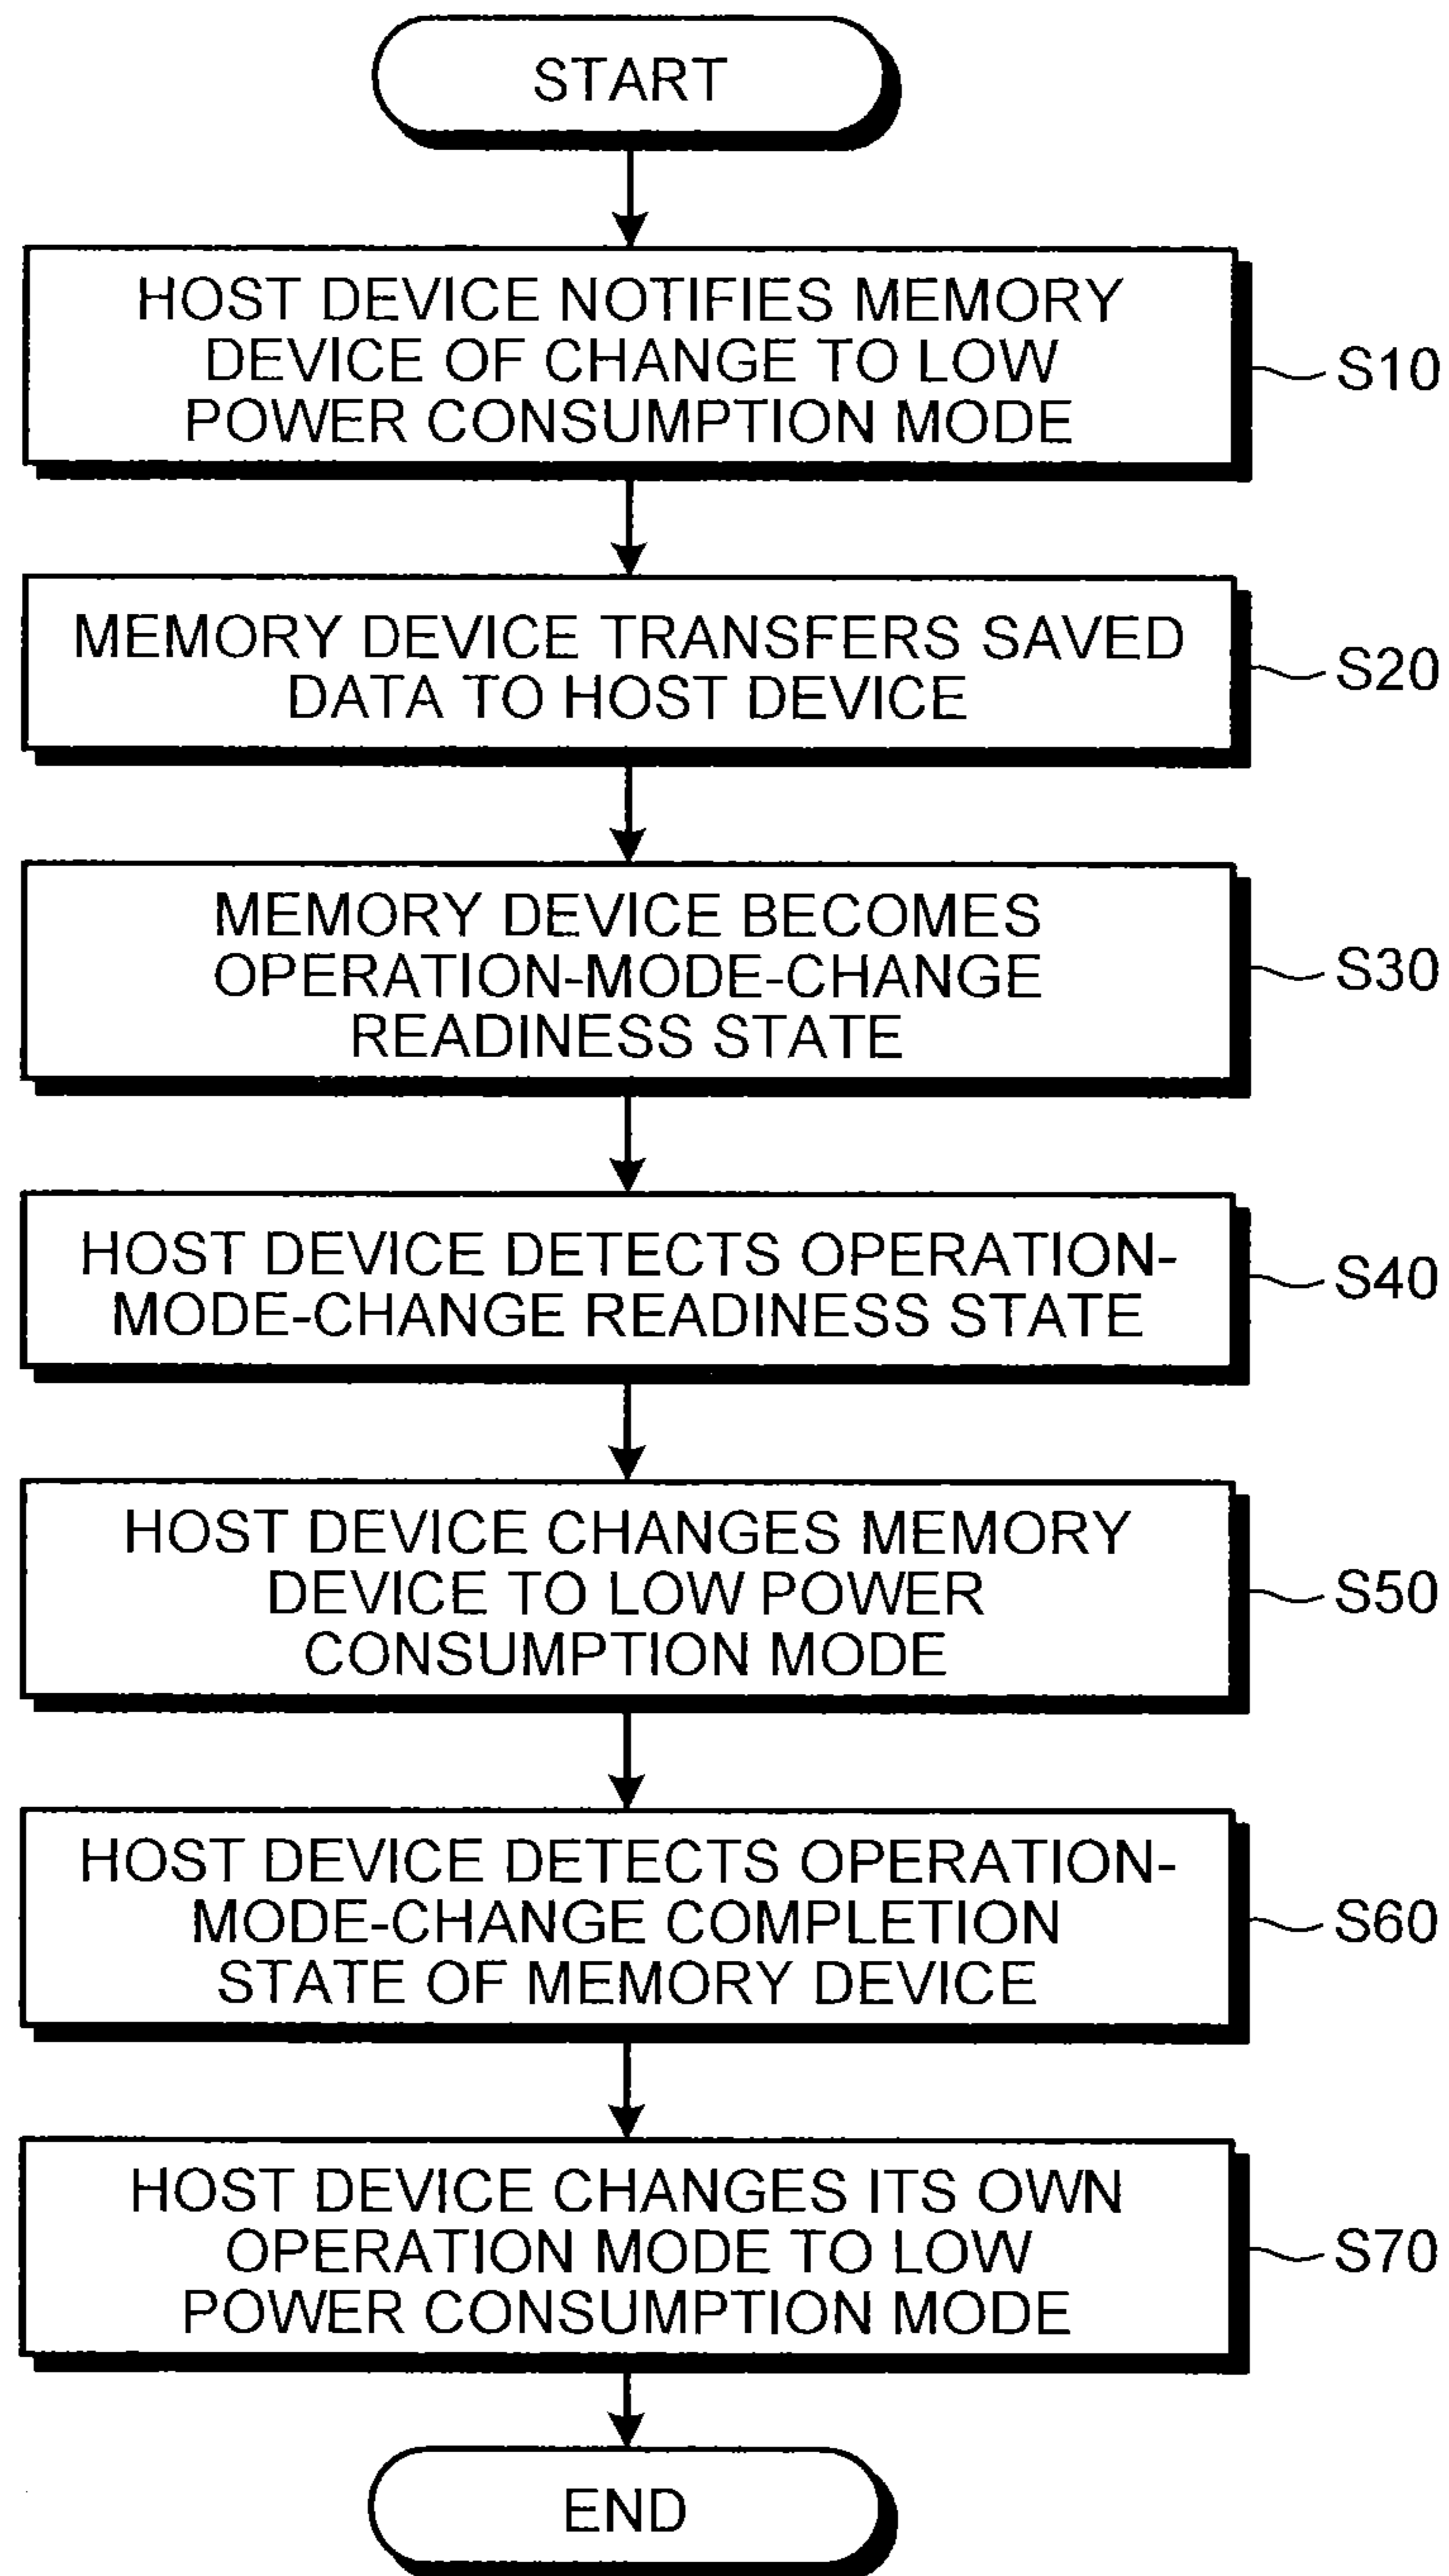 START
HOST DEVICE NOTIFIES MEMORY
DEVICE OF CHANGE TO LOW
POWER CONSUMPTION MODE
S10
MEMORY DEVICE TRANSFERS SAVED
DATA TO HOST DEVICE
S20
MEMORY DEVICE BECOMES
OPERATION-MODE-CHANGE
READINESS STATE
S30
HOST DEVICE DETECTS OPERATION-
MODE-CHANGE READINESS STATE
S40
HOST DEVICE CHANGES MEMORY
DEVICE TO LOW POWER
CONSUMPTION MODE
S50
HOST DEVICE DETECTS OPERATION-
MODE-CHANGE COMPLETION
STATE OF MEMORY DEVICE
S60
HOST DEVICE CHANGES ITS OWN
OPERATION MODE TO LOW
POWER CONSUMPTION MODE
S70
END